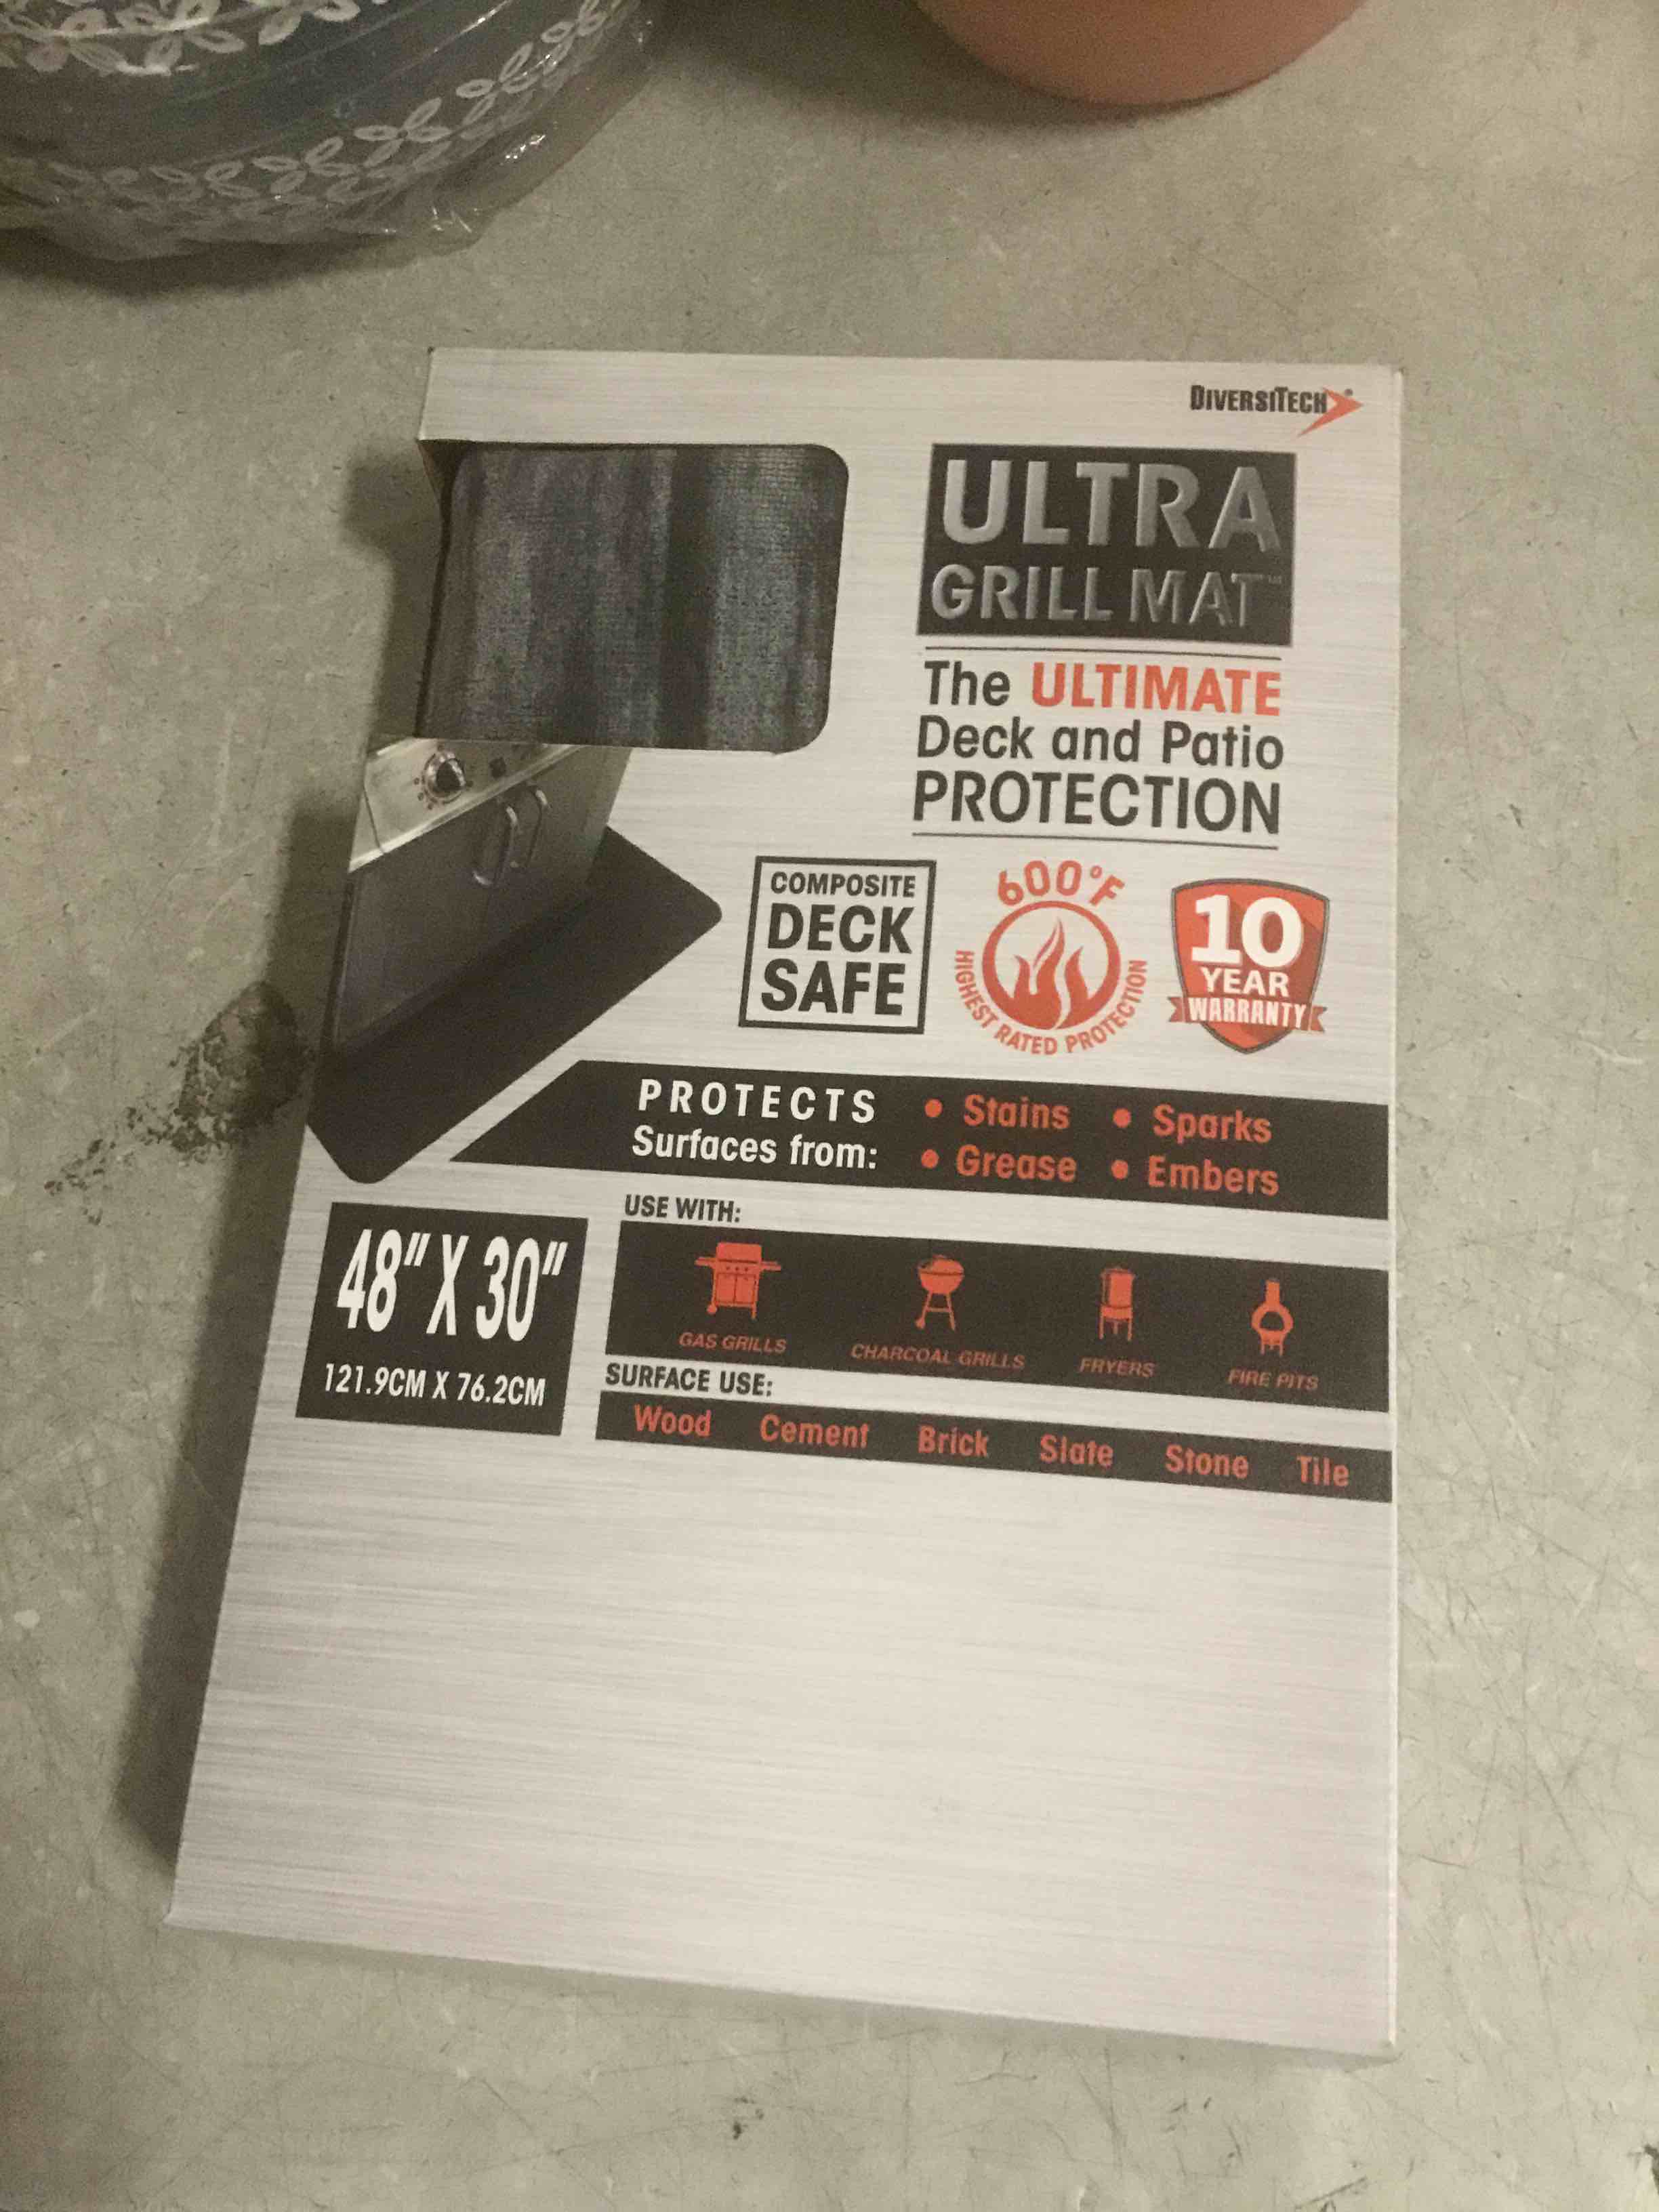 DIVERSITECH®
ULTRA
GRILL MAT™
The ULTIMATE
Deck and Patio
PROTECTION
COMPOSITE
DECK
SAFE
600°F
HIGHEST RATED PROTECTION
10
YEAR
WARRANTY
PROTECTS
Surfaces from:
• Stains • Sparks
• Grease • Embers
48" X 30"
121.9CM X 76.2CM
USE WITH:
GAS GRILLS CHARCOAL GRILLS FRYERS FIRE PITS
SURFACE USE:
Wood Cement Brick Slate Stone Tile